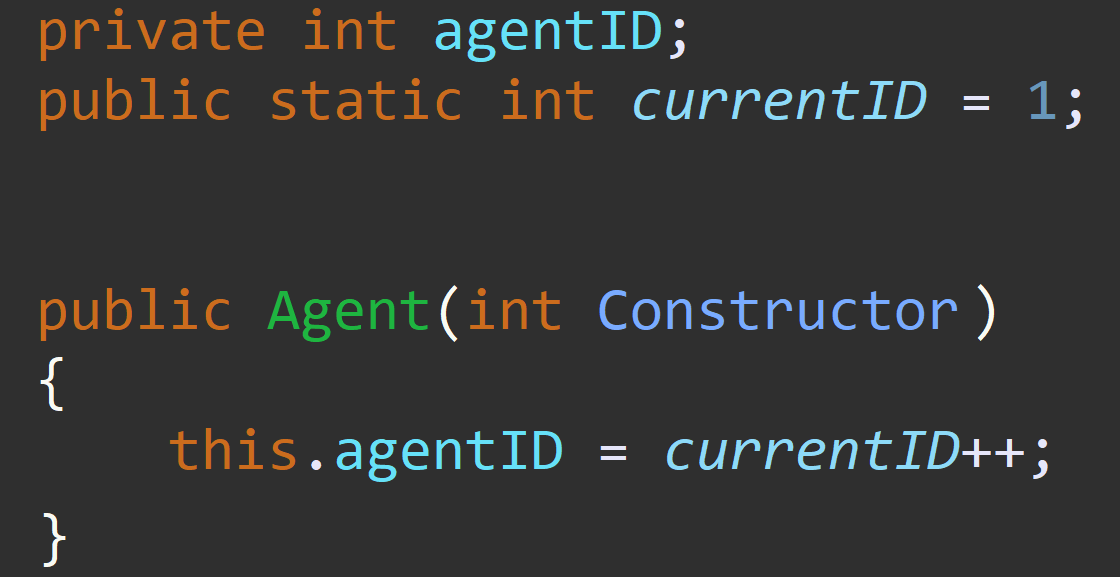 private int agentID;
public static int currentID = 1;
public Agent(int Constructor)
{
this.agentID = currentID++;
}